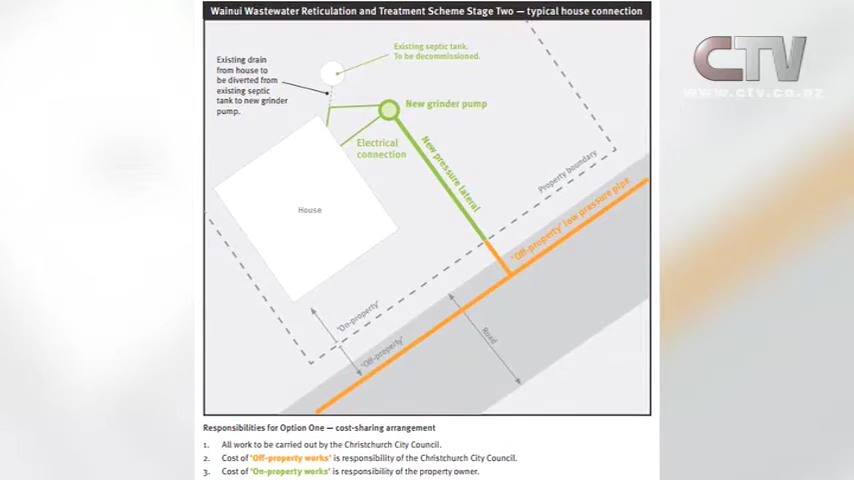 Wainui Wastewater Reticulation and Treatment Scheme Stage Two — typical house connection
CTV
www.ctv.co.nz
Existing septic tank.
To be decommissioned.
Existing drain
from house to
be diverted from
existing septic
tank to new grinder
pump.
New grinder pump
Electrical
connection
New pressure lateral
Property boundary
House
'Off-property' low pressure pipe
'On-property'
'Off-property'
Road
Responsibilities for Option One — cost-sharing arrangement
1. All work to be carried out by the Christchurch City Council.
2. Cost of 'Off-property works' is responsibility of the Christchurch City Council.
3. Cost of 'On-property works' is responsibility of the property owner.